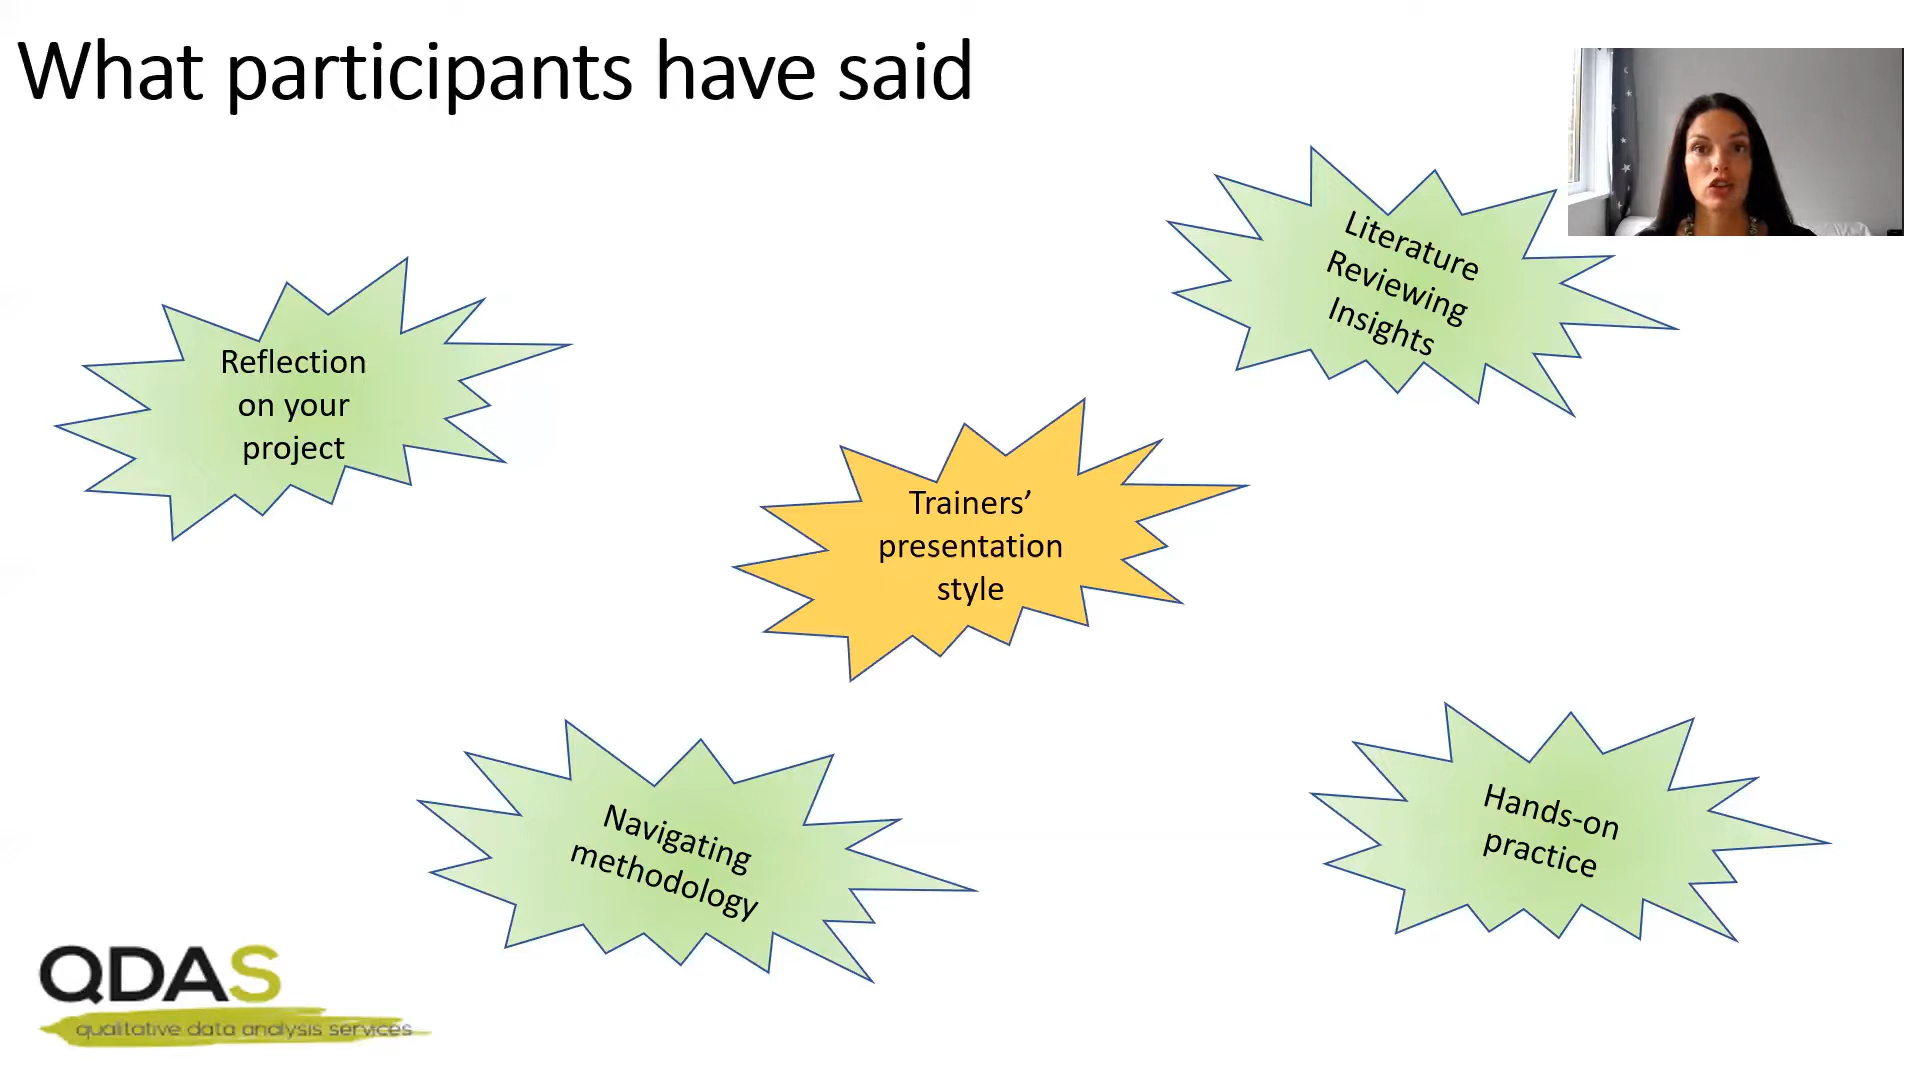 What participants have said
Literature
Reviewing
Insights
Reflection
on your
project
Trainers’
presentation
style
Navigating
methodology
Hands-on
practice
QDAS
qualitative data analysis services